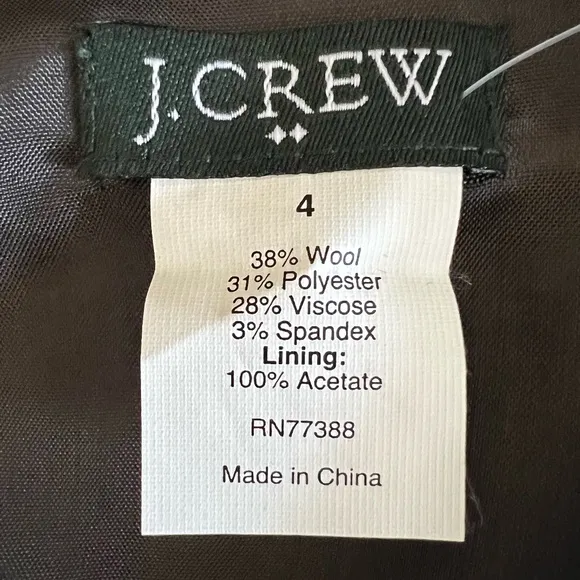 J.CREW
4
38% Wool
31% Polyester
28% Viscose
3% Spandex
Lining:
100% Acetate
RN77388
Made in China